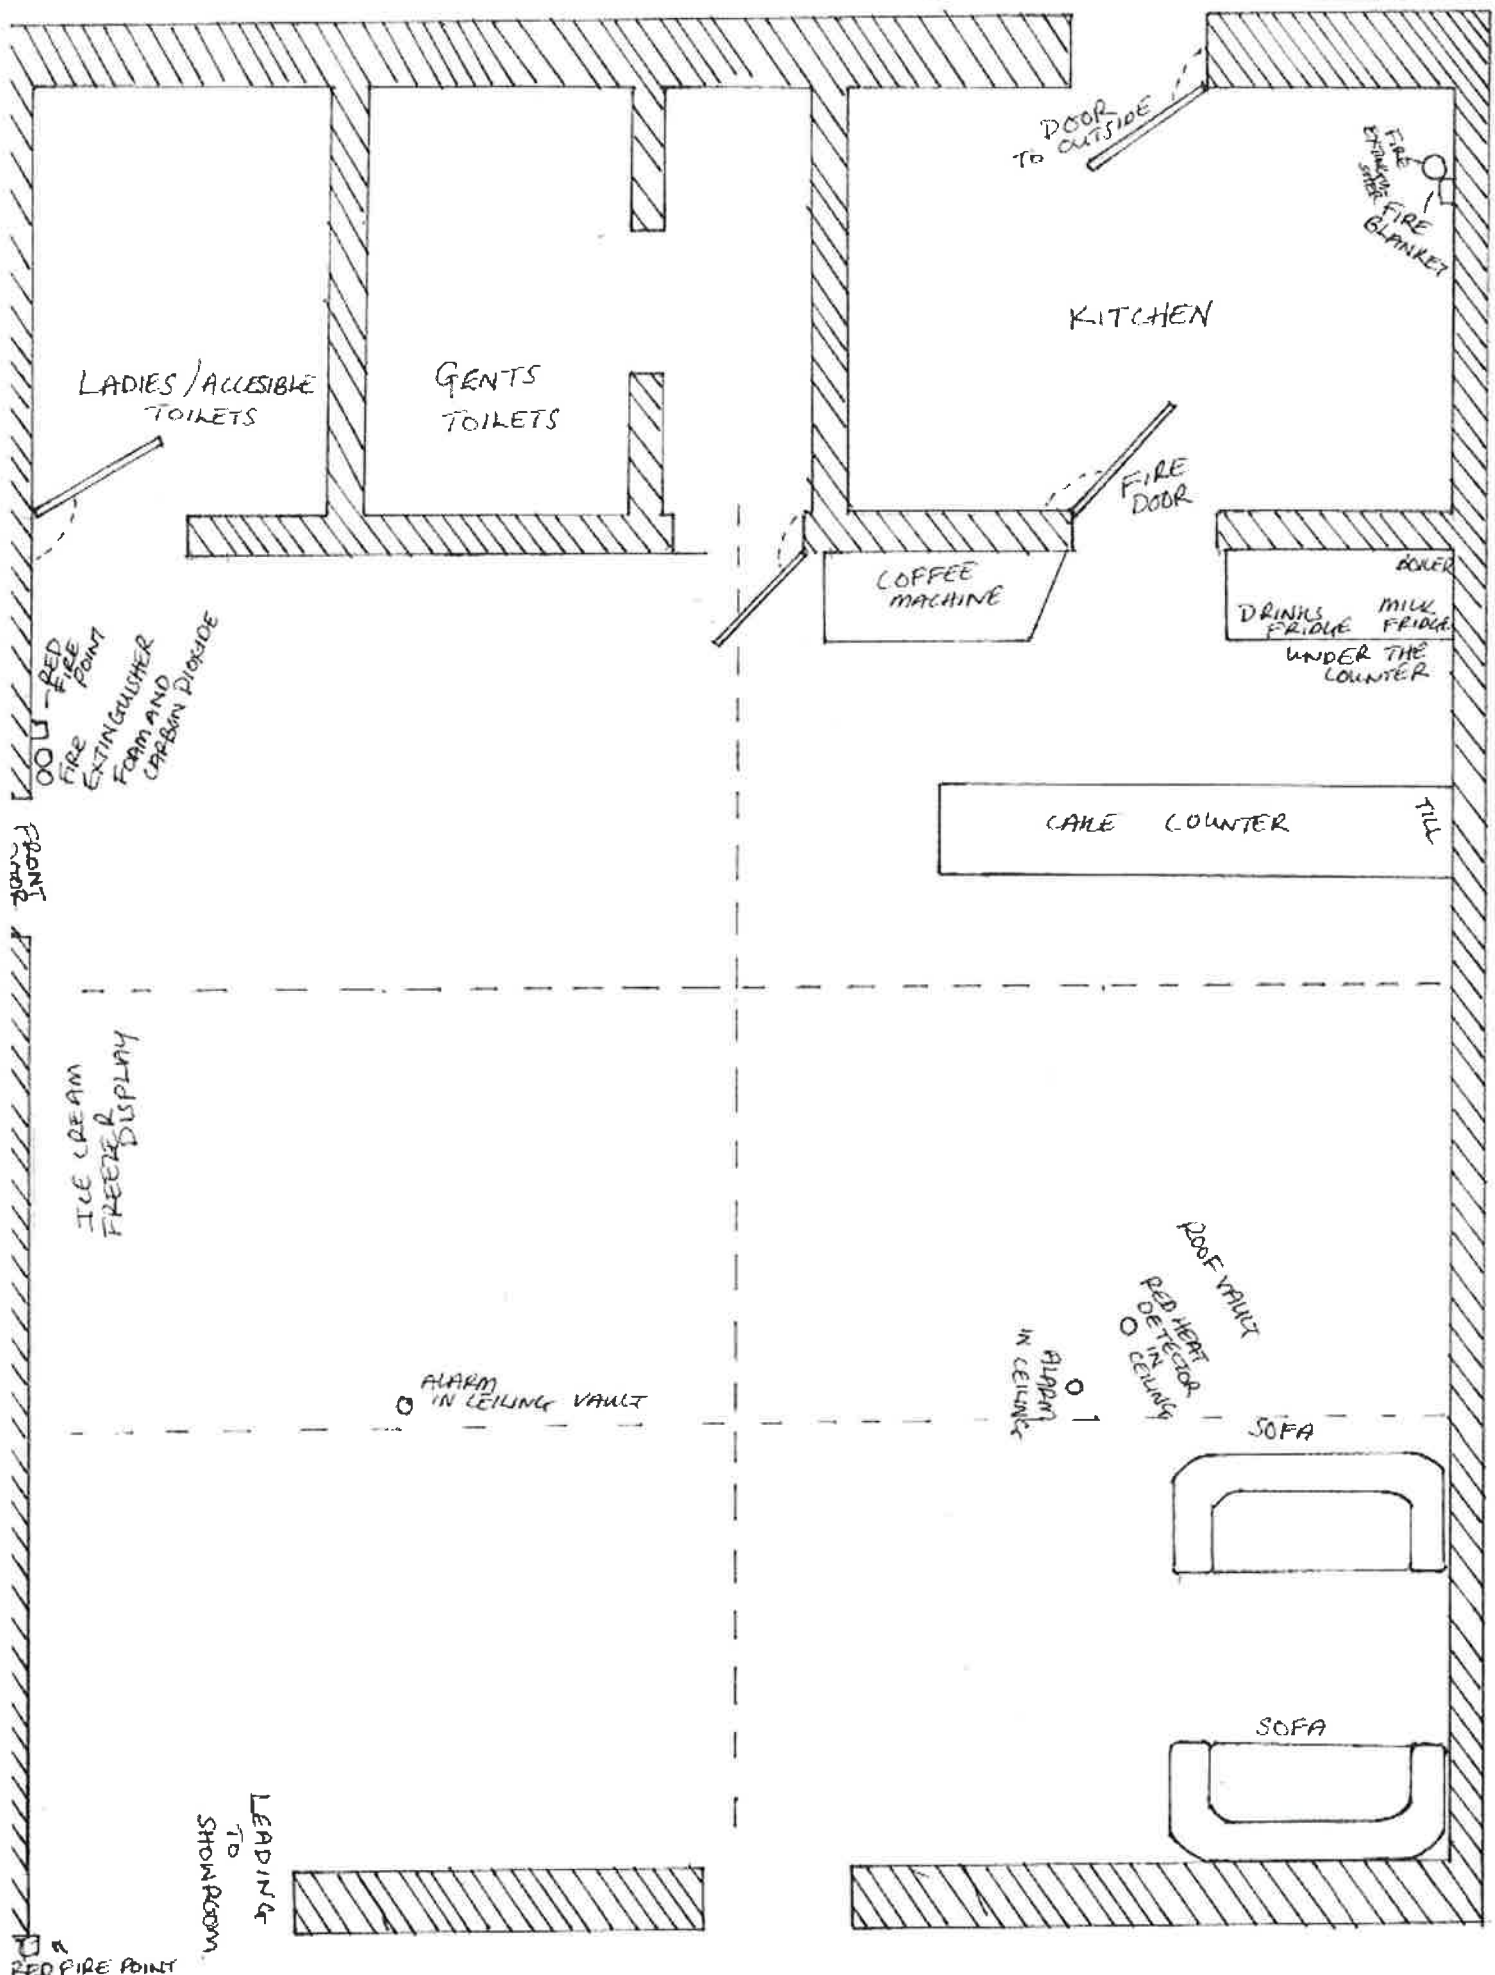 DOOR
TO OUTSIDE
FIRE
EXTINGUI-
SHER
FIRE
BLANKET
KITCHEN
LADIES/ACCESIBLE
TOILETS
GENTS
TOILETS
FIRE
DOOR
COFFEE
MACHINE
BOILER
DRINKS
FRIDGE
MILK
FRIDGE
UNDER THE
COUNTER
RED
FIRE
POINT
FIRE
EXTINGUISHER
FOAM AND
CARBON DIOXIDE
FRONT
DOOR
CAKE COUNTER
TILL
ICE CREAM
FREEZER
DISPLAY
ROOF VAULT
RED HEAT
DETECTOR
IN
CEILING
ALARM
IN CEILING
ALARM
IN CEILING VAULT
SOFA
SOFA
LEADING
TO
SHOWROOM
RED FIRE POINT